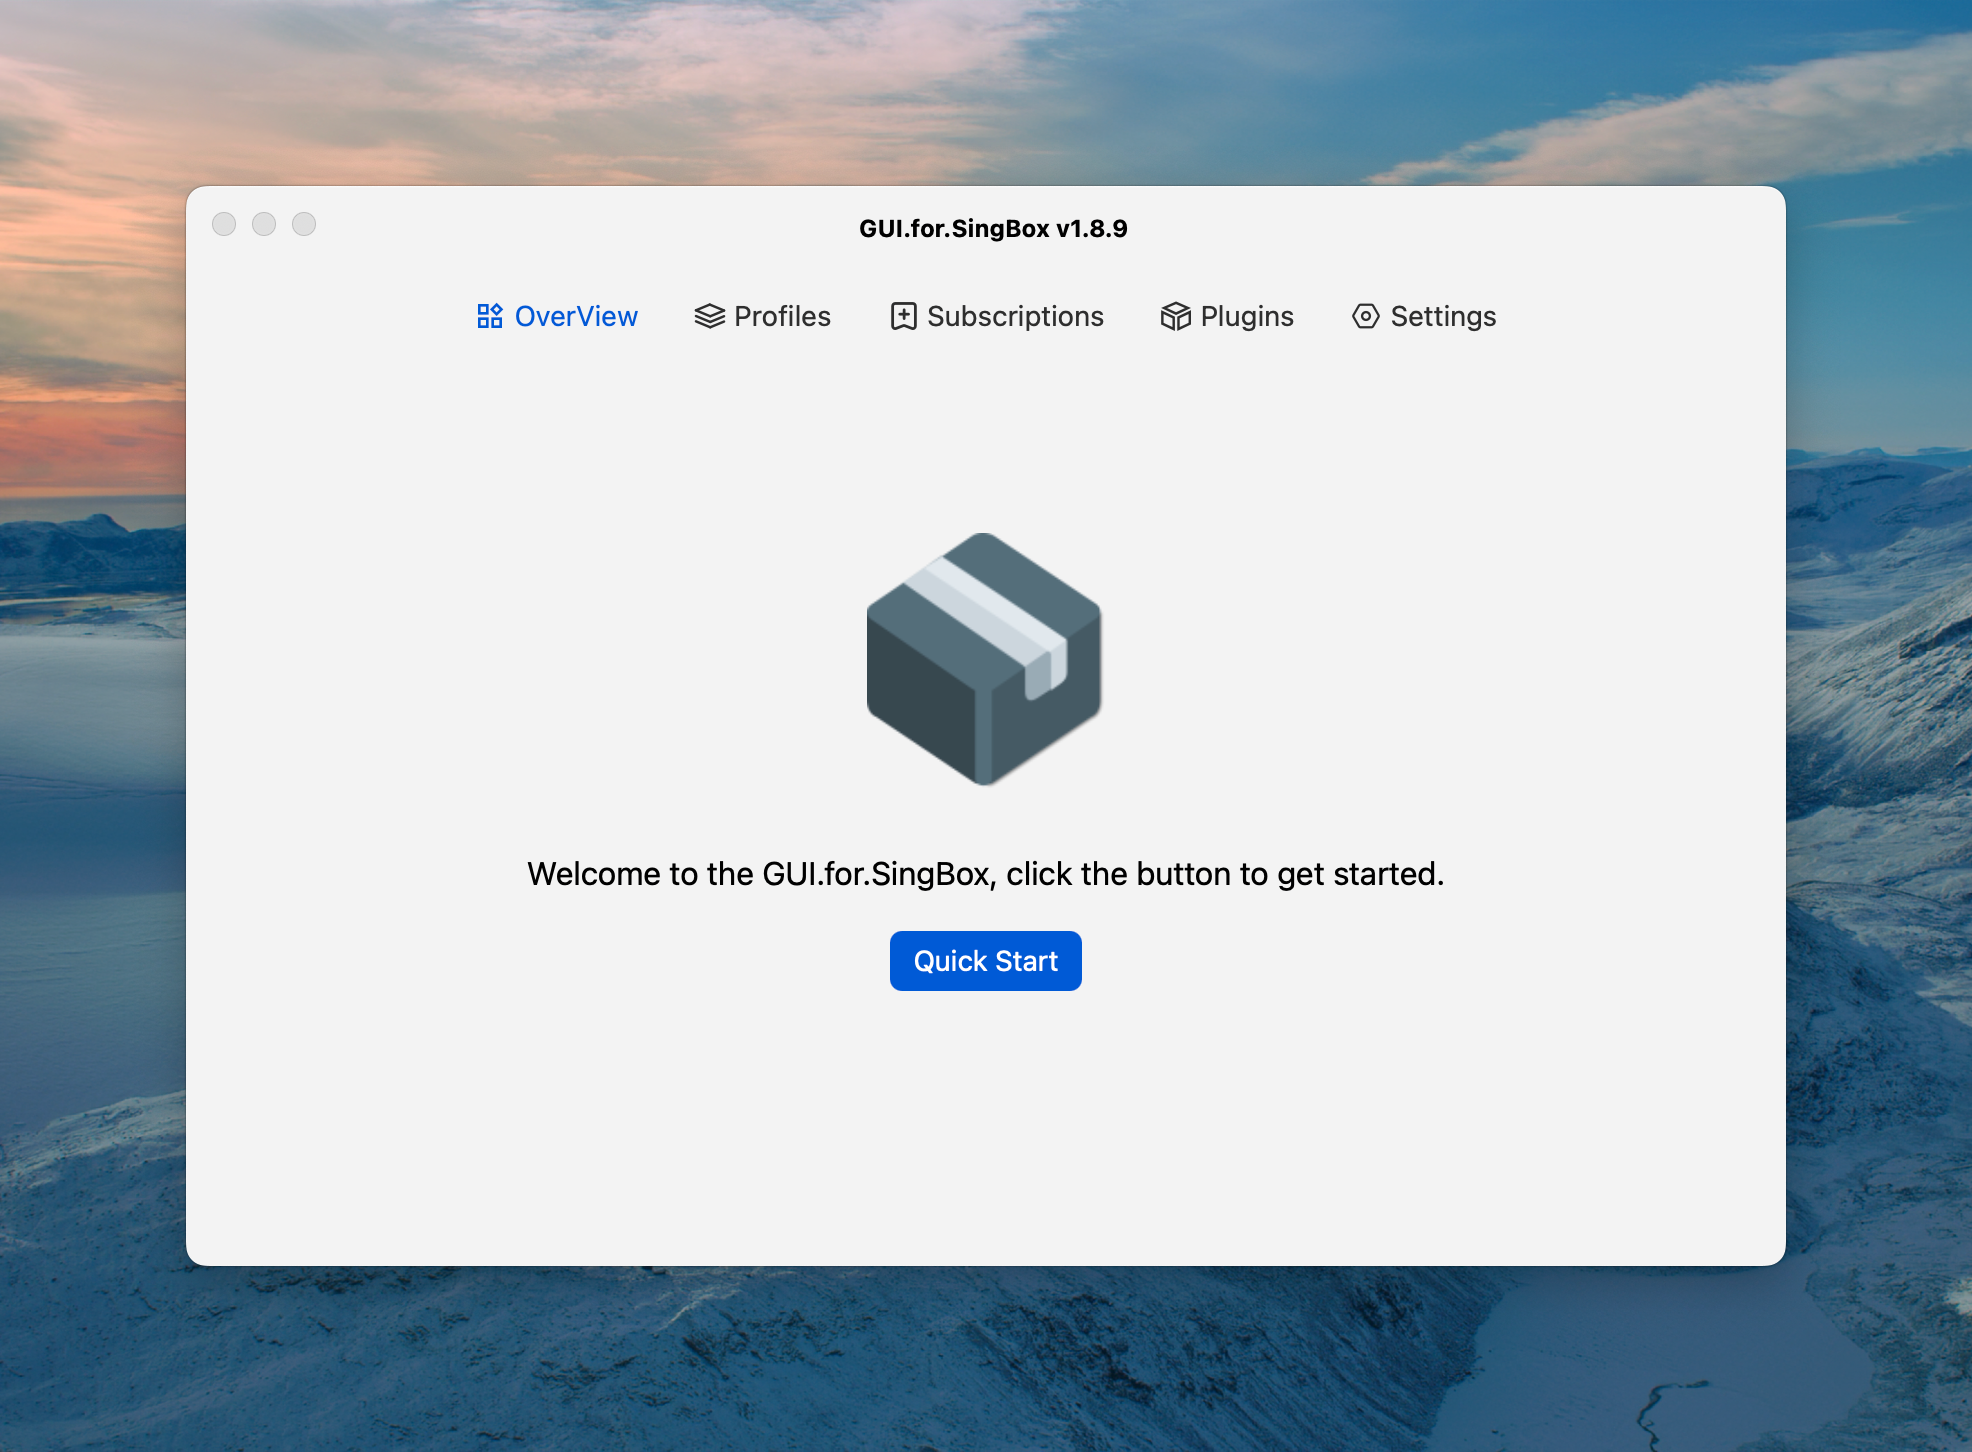 GUI.for.SingBox v1.8.9
OverView Profiles Subscriptions Plugins Settings
Welcome to the GUI.for.SingBox, click the button to get started.
Quick Start